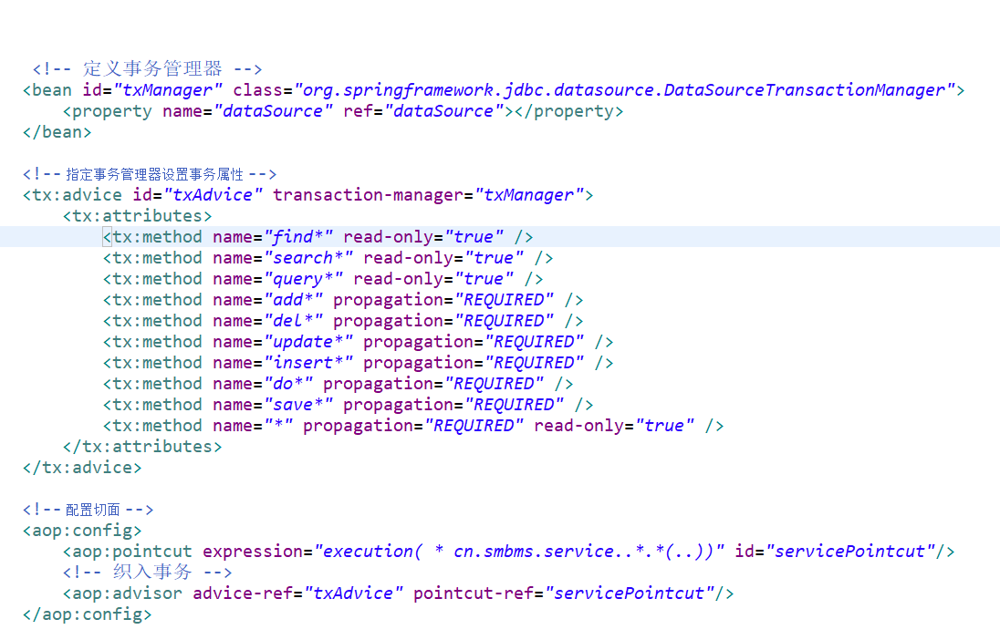 <!-- 定义事务管理器 -->
<bean id="txManager" class="org.springframework.jdbc.datasource.DataSourceTransactionManager">
<property name="dataSource" ref="dataSource"></property>
</bean>
<!-- 指定事务管理器设置事务属性 -->
<tx:advice id="txAdvice" transaction-manager="txManager">
<tx:attributes>
<tx:method name="find*" read-only="true" />
<tx:method name="search*" read-only="true" />
<tx:method name="query*" read-only="true" />
<tx:method name="add*" propagation="REQUIRED" />
<tx:method name="del*" propagation="REQUIRED" />
<tx:method name="update*" propagation="REQUIRED" />
<tx:method name="insert*" propagation="REQUIRED" />
<tx:method name="do*" propagation="REQUIRED" />
<tx:method name="save*" propagation="REQUIRED" />
<tx:method name="*" propagation="REQUIRED" read-only="true" />
</tx:attributes>
</tx:advice>
<!-- 配置切面 -->
<aop:config>
<aop:pointcut expression="execution( * cn.smbms.service..*.*(..))" id="servicePointcut"/>
<!-- 织入事务 -->
<aop:advisor advice-ref="txAdvice" pointcut-ref="servicePointcut"/>
</aop:config>